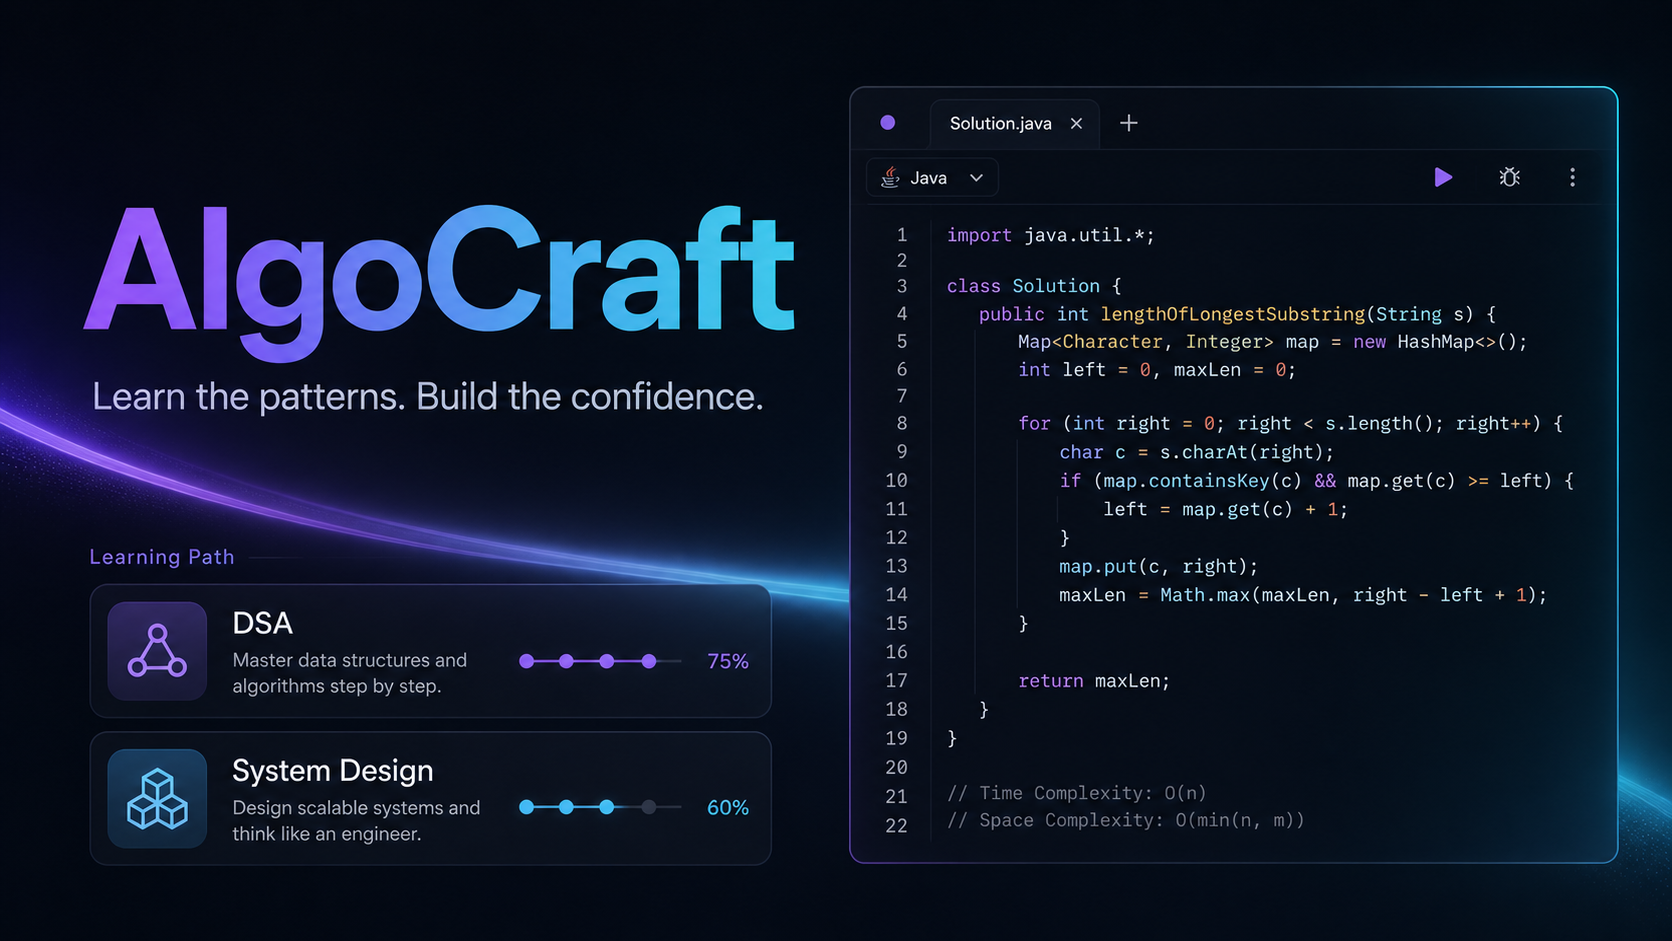 AlgoCraft
Learn the patterns. Build the confidence.
Learning Path
DSA
Master data structures and
algorithms step by step.
75%
System Design
Design scalable systems and
think like an engineer.
60%
Solution.java
Java
1 import java.util.*;
2
3 class Solution {
4 public int lengthOfLongestSubstring(String s) {
5 Map<Character, Integer> map = new HashMap<>();
6 int left = 0, maxLen = 0;
7
8 for (int right = 0; right < s.length(); right++) {
9 char c = s.charAt(right);
10 if (map.containsKey(c) && map.get(c) >= left) {
11 left = map.get(c) + 1;
12 }
13 map.put(c, right);
14 maxLen = Math.max(maxLen, right - left + 1);
15 }
16
17 return maxLen;
18 }
19 }
20
21 // Time Complexity: O(n)
22 // Space Complexity: O(min(n, m))